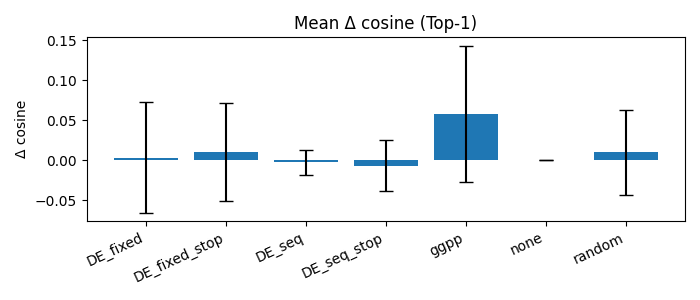 Mean Δ cosine (Top-1)
Δ cosine
0.15
0.10
0.05
0.00
−0.05
DE_fixed
DE_fixed_stop
DE_seq
DE_seq_stop
ggpp
none
random